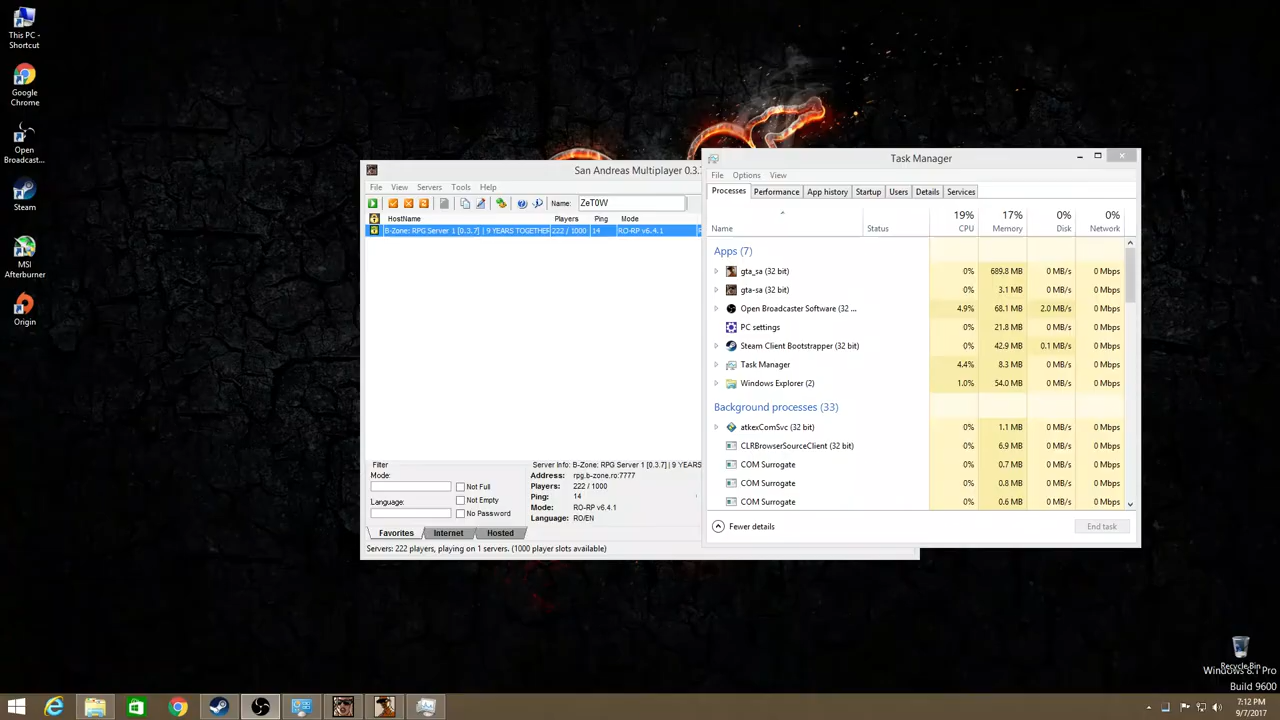 This PC -
Shortcut
Google
Chrome
Open
Broadcast...
Steam
MSI
Afterburner
Origin
San Andreas Multiplayer 0.3.
File View Servers Tools Help
Name: ZeT0W
HostName Players Ping Mode
B-Zone: RPG Server 1 [0.3.7] | 9 YEARS TOGETHER 222 / 1000 14 RO-RP v6.4.1
Filter
Mode:
Language:
Not Full
Not Empty
No Password
Server Info: B-Zone: RPG Server 1 [0.3.7] | 9 YEARS
Address: rpg.b-zone.ro:7777
Players: 222 / 1000
Ping: 14
Mode: RO-RP v6.4.1
Language: RO/EN
Favorites Internet Hosted
Servers: 222 players, playing on 1 servers. (1000 player slots available)
Task Manager
File Options View
Processes Performance App history Startup Users Details Services
19% 17% 0% 0%
Name Status CPU Memory Disk Network
Apps (7)
gta_sa (32 bit) 0% 689.8 MB 0 MB/s 0 Mbps
gta-sa (32 bit) 0% 3.1 MB 0 MB/s 0 Mbps
Open Broadcaster Software (32 ... 4.9% 68.1 MB 2.0 MB/s 0 Mbps
PC settings 0% 21.8 MB 0 MB/s 0 Mbps
Steam Client Bootstrapper (32 bit) 0% 42.9 MB 0.1 MB/s 0 Mbps
Task Manager 4.4% 8.3 MB 0 MB/s 0 Mbps
Windows Explorer (2) 1.0% 54.0 MB 0 MB/s 0 Mbps
Background processes (33)
atkexComSvc (32 bit) 0% 1.1 MB 0 MB/s 0 Mbps
CLRBrowserSourceClient (32 bit) 0% 6.9 MB 0 MB/s 0 Mbps
COM Surrogate 0% 0.7 MB 0 MB/s 0 Mbps
COM Surrogate 0% 0.8 MB 0 MB/s 0 Mbps
COM Surrogate 0% 0.6 MB 0 MB/s 0 Mbps
Fewer details
End task
Recycle Bin
Windows 8.1 Pro
Build 9600
7:12 PM
9/7/2017